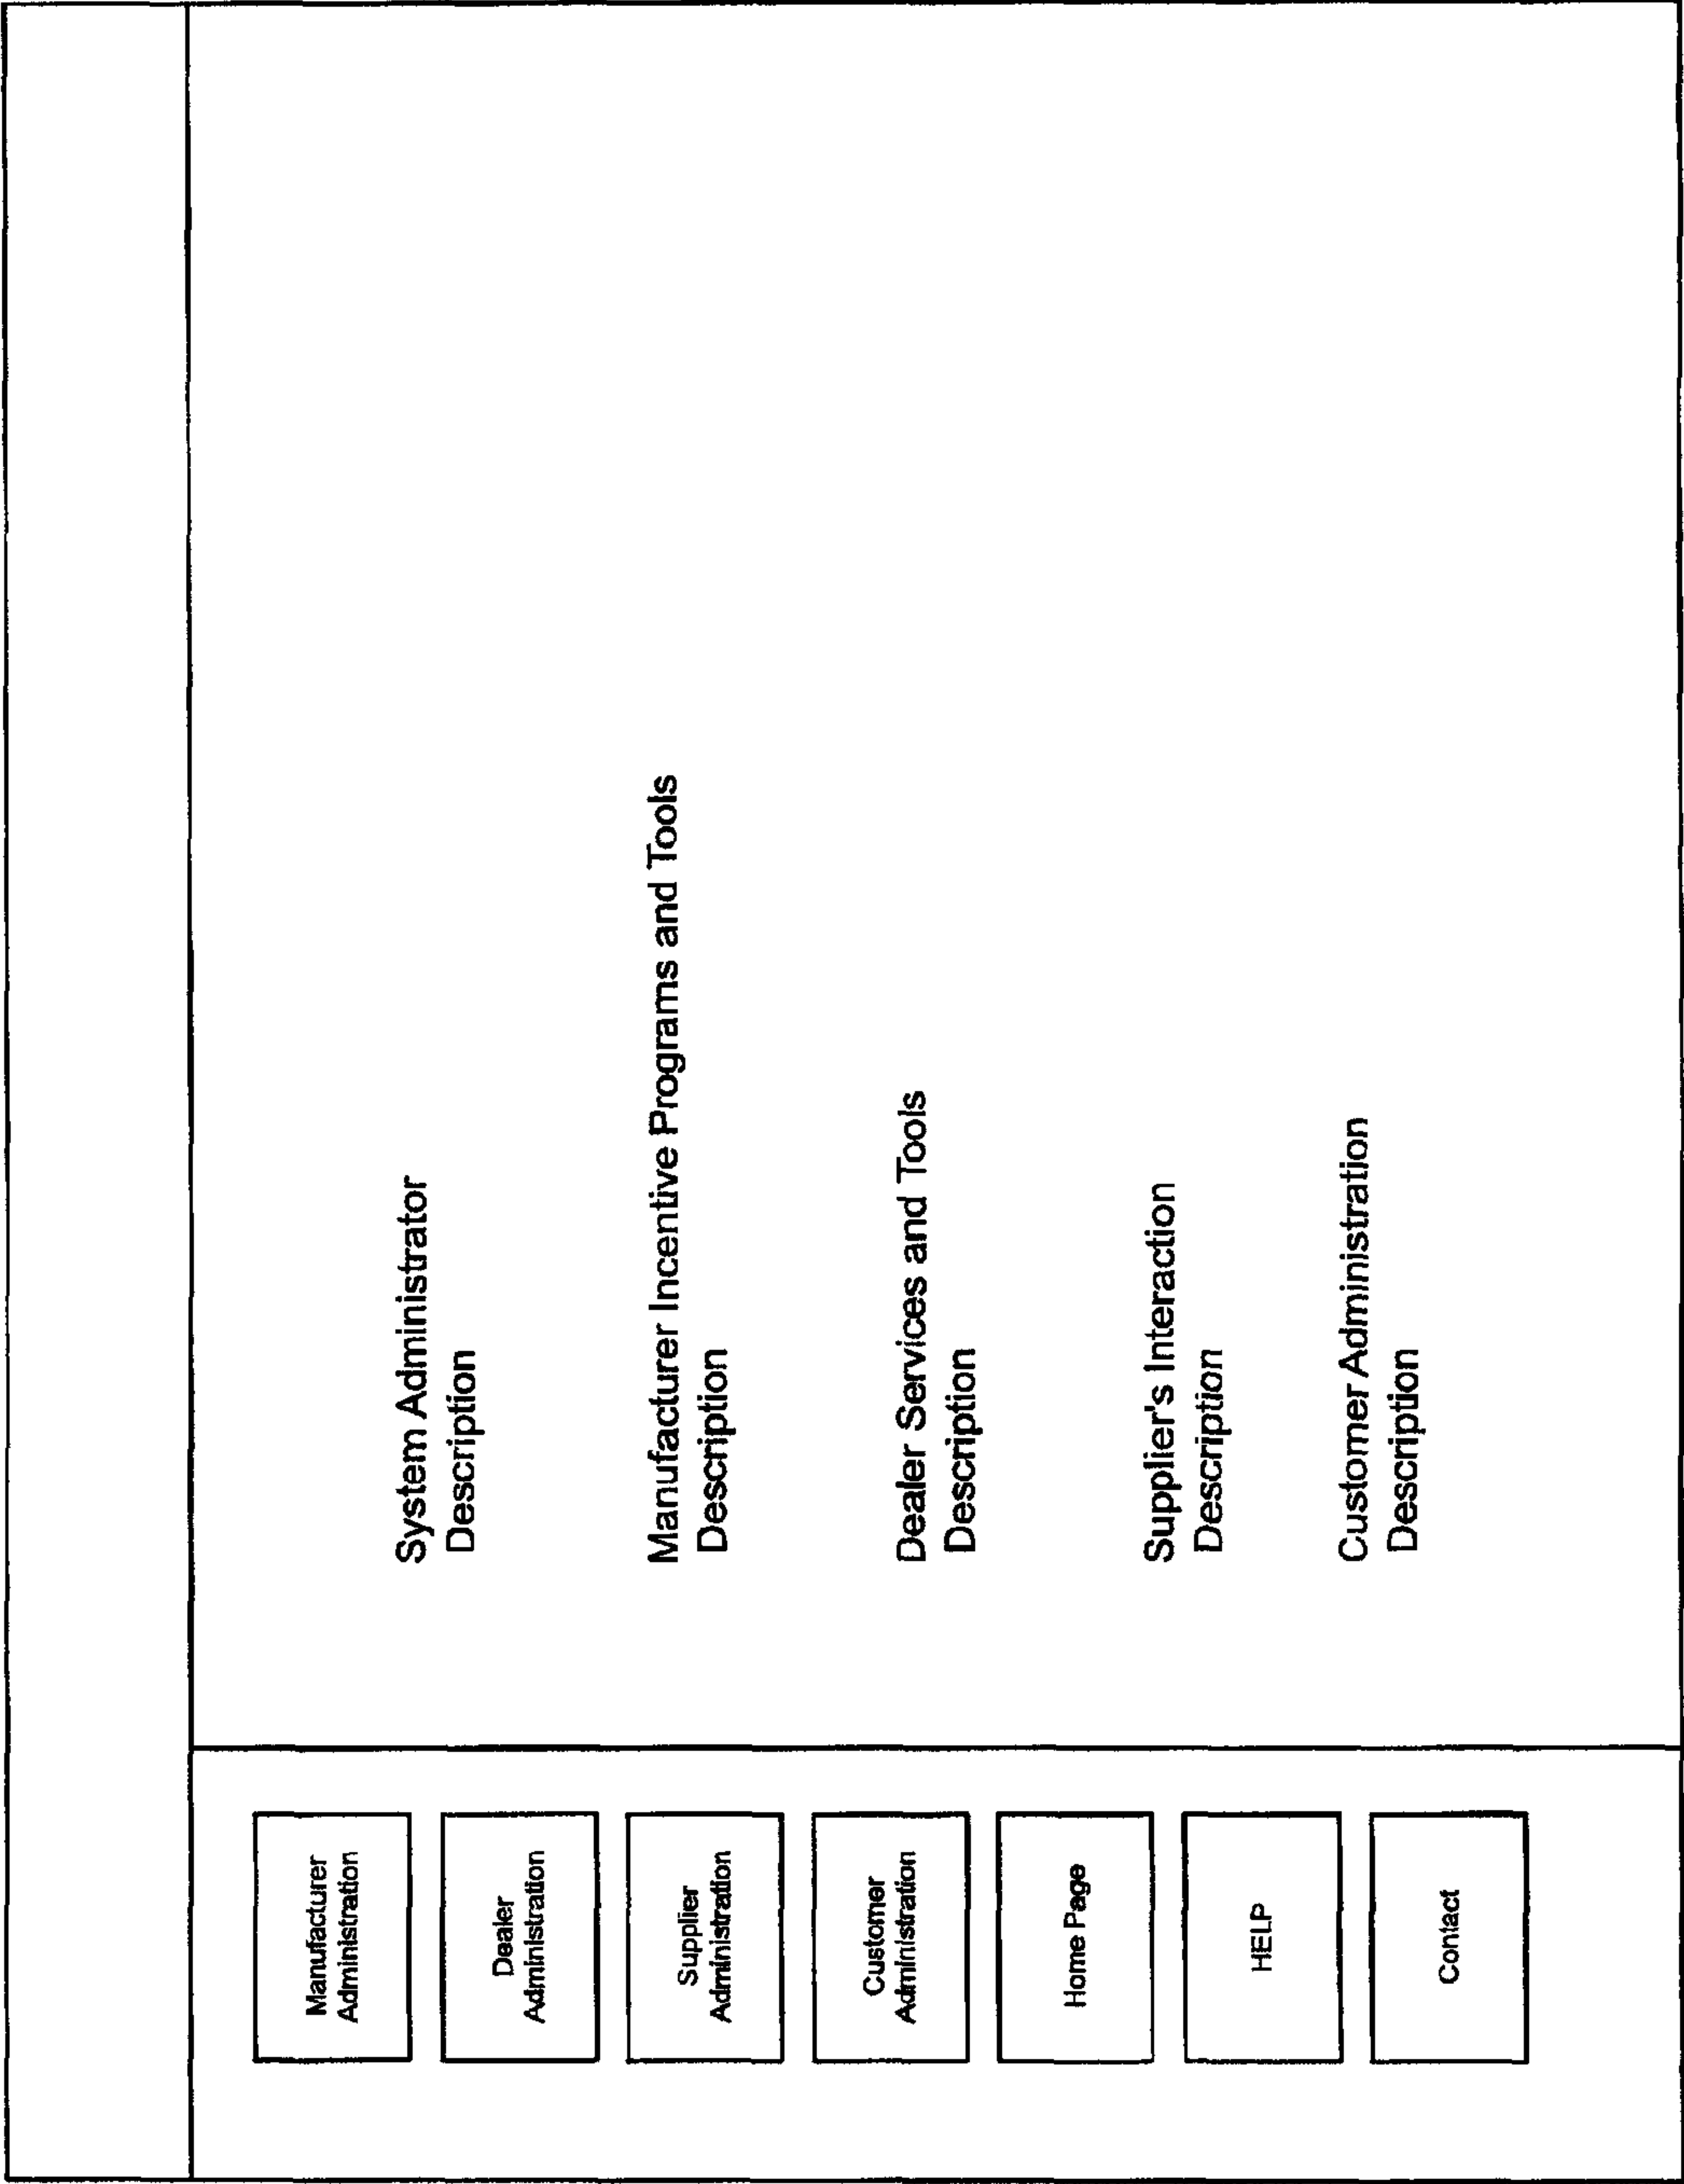 Manufacturer
Administration
Dealer
Administration
Supplier
Administration
Customer
Administration
Home Page
HELP
Contact
System Administrator
Description
Manufacturer Incentive Programs and Tools
Description
Dealer Services and Tools
Description
Supplier's Interaction
Description
Customer Administration
Description